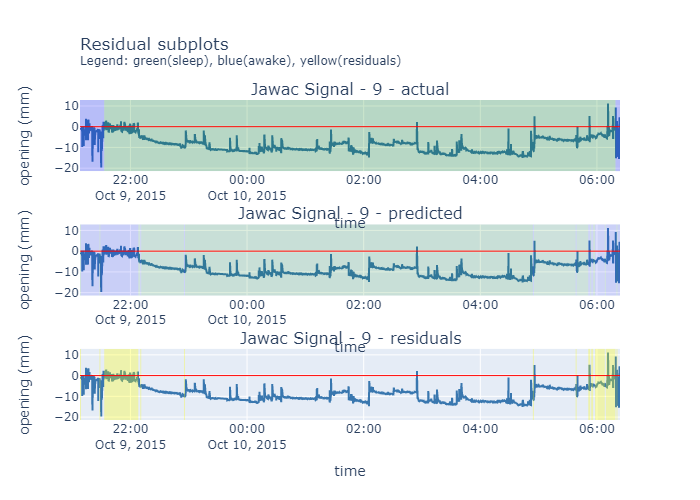 Residual subplots
Legend: green(sleep), blue(awake), yellow(residuals)
Jawac Signal - 9 - actual
opening (mm)
10
0
−10
−20
22:00 00:00 02:00 04:00 06:00
Oct 9, 2015 Oct 10, 2015
time
Jawac Signal - 9 - predicted
opening (mm)
10
0
−10
−20
22:00 00:00 02:00 04:00 06:00
Oct 9, 2015 Oct 10, 2015
time
Jawac Signal - 9 - residuals
opening (mm)
10
0
−10
−20
22:00 00:00 02:00 04:00 06:00
Oct 9, 2015 Oct 10, 2015
time